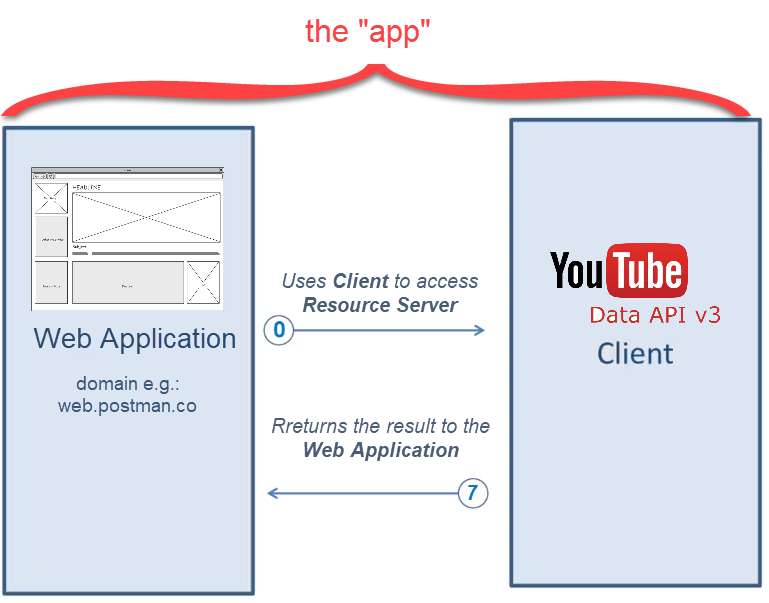 the "app"
HEADLINE
Uses Client to access
Resource Server
0
Web Application
domain e.g.:
web.postman.co
Rreturns the result to the
Web Application
7
YouTube
Data API v3
Client